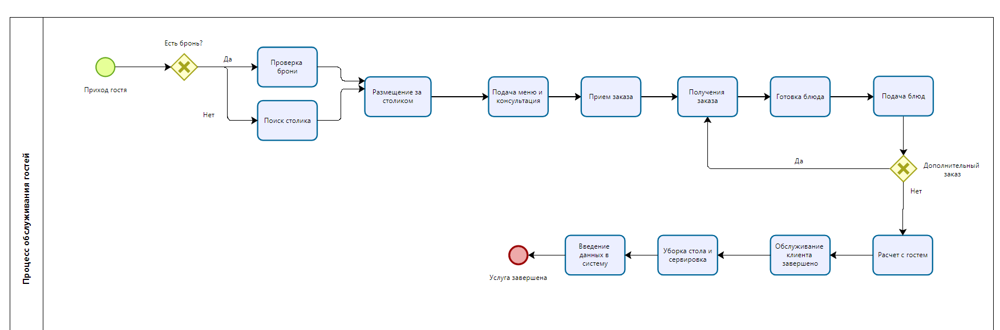 Процесс обслуживания гостей
Приход гостя
Есть бронь?
Да
Нет
Проверка
брони
Поиск столика
Размещение за
столиком
Подача меню и
консультация
Прием заказа
Получения
заказа
Готовка блюда
Подача блюд
Дополнительный
заказ
Да
Нет
Расчет с гостем
Обслуживание
клиента
завершено
Уборка стола и
сервировка
Введение
данных в
систему
Услуга завершена